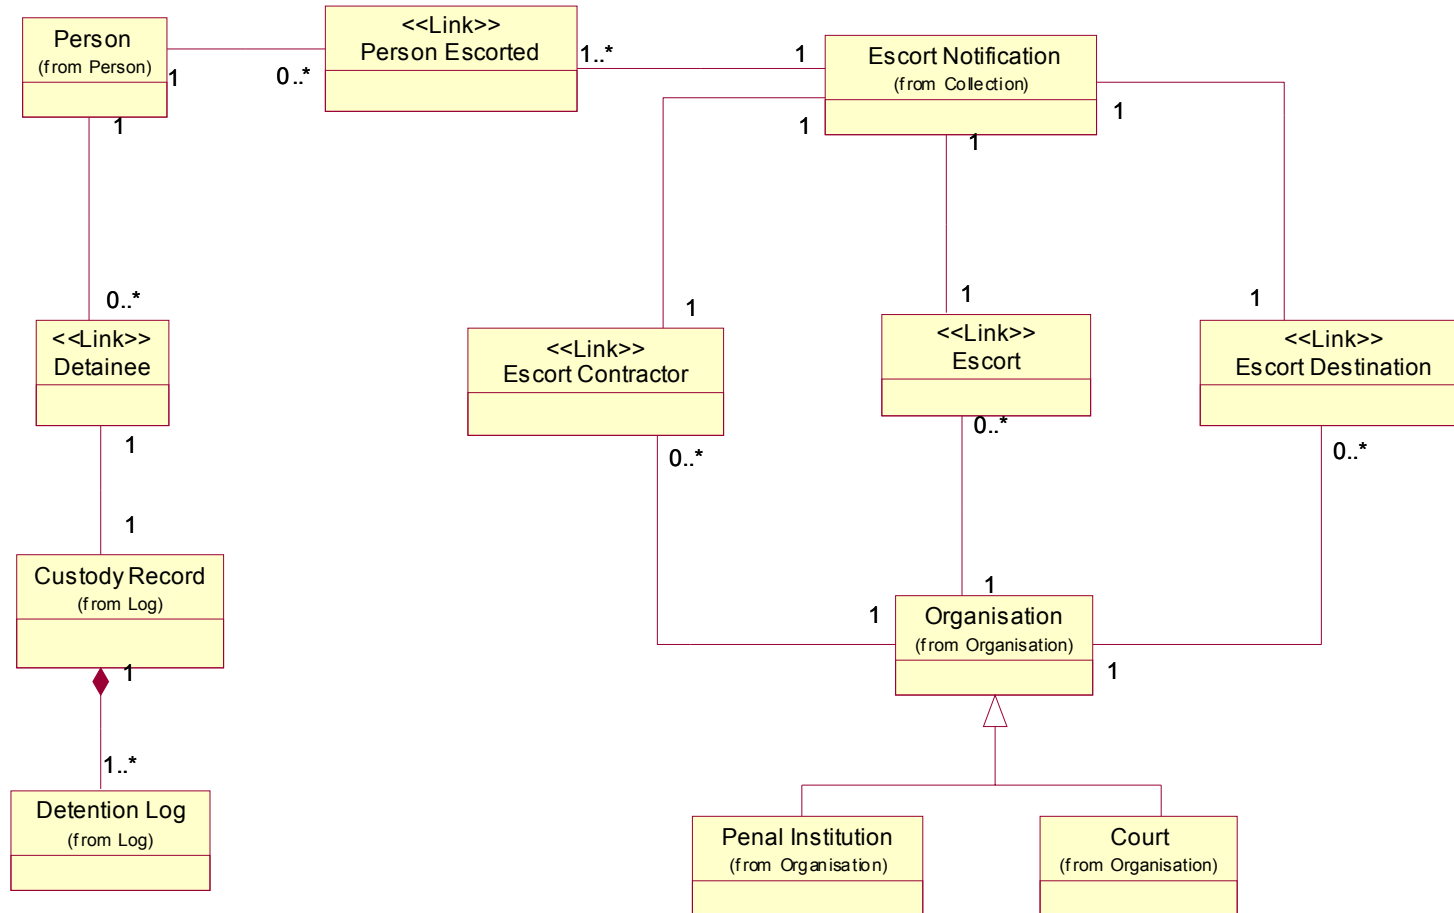 Person
(from Person)
1
0..*
<<Link>>
Person Escorted
1..*
1
Escort Notification
(from Collection)
1
1
1
1
0..*
<<Link>>
Detainee
1
1
Custody Record
(from Log)
1
1..*
Detention Log
(from Log)
1
<<Link>>
Escort Contractor
0..*
1
1
<<Link>>
Escort
0..*
1
1
<<Link>>
Escort Destination
0..*
1
Organisation
(from Organisation)
Penal Institution
(from Organisation)
Court
(from Organisation)